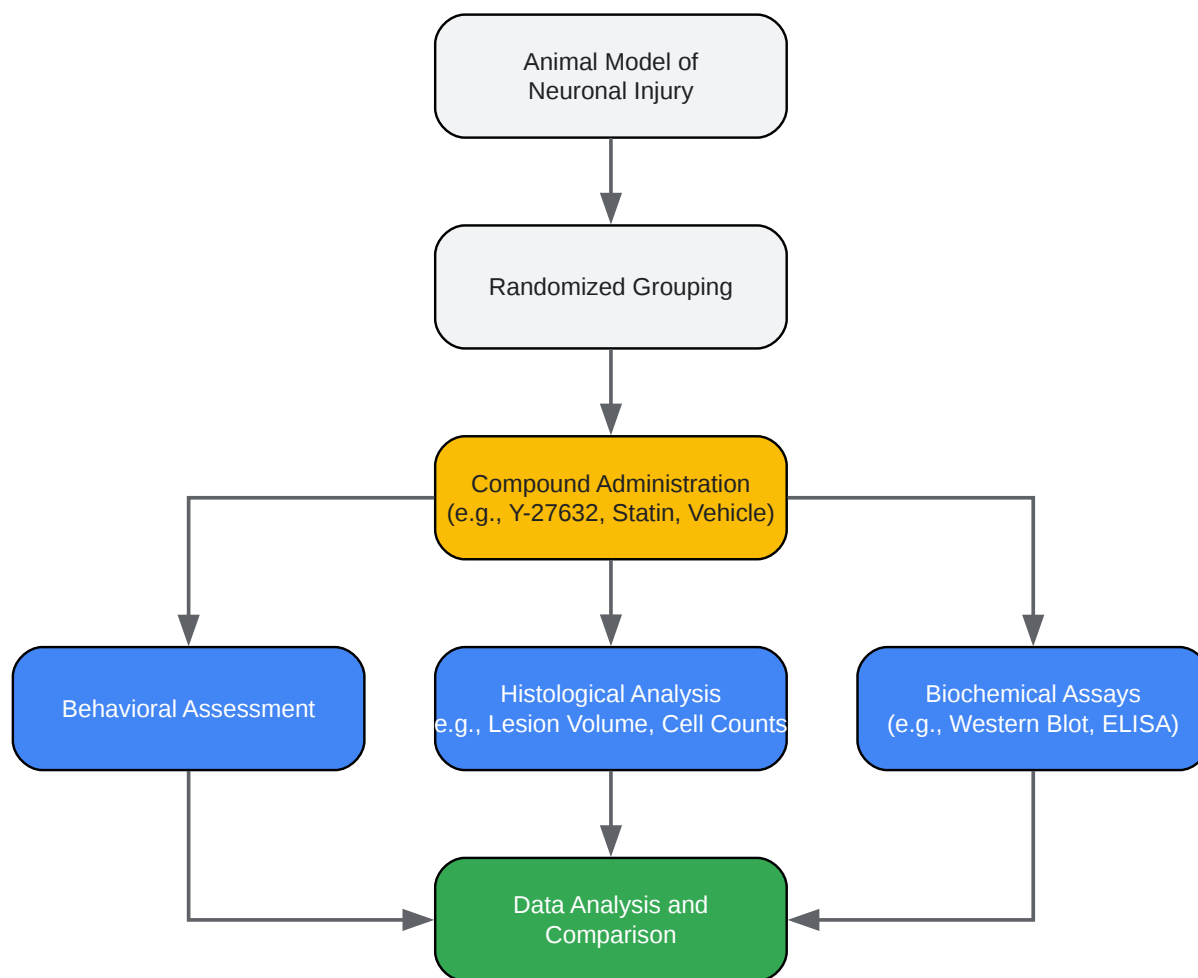 Animal Model of
Neuronal Injury
Randomized Grouping
Compound Administration
(e.g., Y-27632, Statin, Vehicle)
Behavioral Assessment
Histological Analysis
e.g., Lesion Volume, Cell Counts
Biochemical Assays
(e.g., Western Blot, ELISA)
Data Analysis and
Comparison